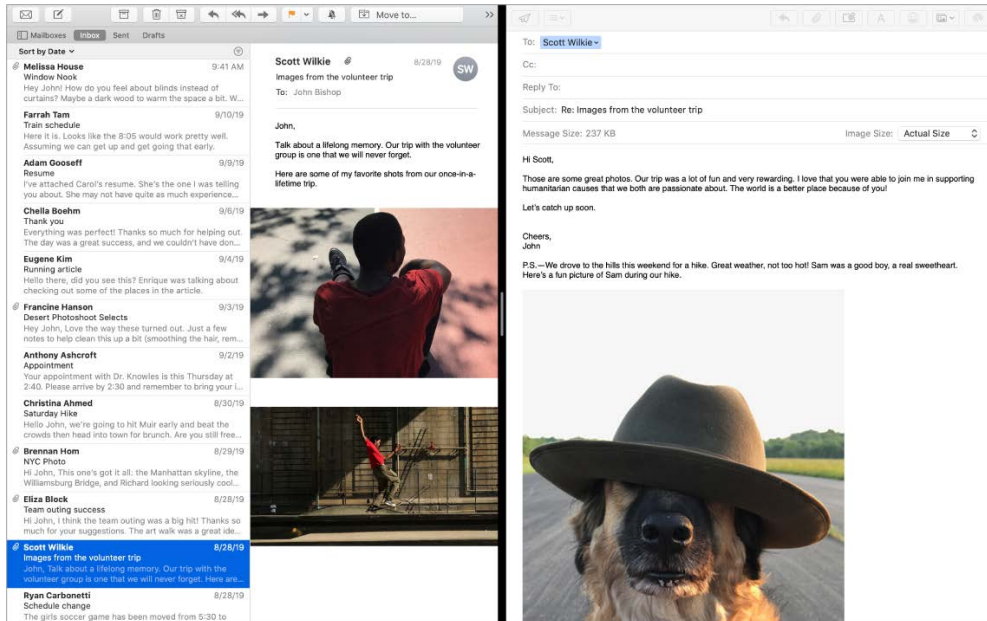 Move to...
Mailboxes Inbox Sent Drafts
Sort by Date
Melissa House 9:41 AM
Window Nook
Hey John! How do you feel about blinds instead of
curtains? Maybe a dark wood to warm the space a bit. W...
Farrah Tam 9/10/19
Train schedule
Here it is. Looks like the 8:05 would work pretty well.
Assuming we can get up and get going that early.
Adam Gooseff 9/9/19
Resume
I've attached Carol's resume. She's the one I was telling
you about. She may not have quite as much experience...
Chella Boehm 9/6/19
Thank you
Everything was perfect! Thanks so much for helping out.
The day was a great success, and we couldn't have don...
Eugene Kim 9/4/19
Running article
Hello there, did you see this? Enrique was talking about
checking out some of the places in the article.
Francine Hanson 9/3/19
Desert Photoshoot Selects
Hey John, Love the way these turned out. Just a few
notes to help clean this up a bit (smoothing the hair, rem...
Anthony Ashcroft 9/2/19
Appointment
Your appointment with Dr. Knowles is this Thursday at
2:40. Please arrive by 2:30 and remember to bring your i...
Christina Ahmed 8/30/19
Saturday Hike
Hello John, we're going to hit Muir early and beat the
crowds then head into town for brunch. Are you still free...
Brennan Hom 8/29/19
NYC Photo
Hi John, This one's got it all: the Manhattan skyline, the
Williamsburg Bridge, and Richard looking seriously cool...
Eliza Block 8/28/19
Team outing success
Hi John, I think the team outing was a big hit! Thanks so
much for your suggestions. The art walk was a great ide...
Scott Wilkie 8/28/19
Images from the volunteer trip
John, Talk about a lifelong memory. Our trip with the
volunteer group is one that we will never forget. Here are...
Ryan Carbonetti 8/28/19
Schedule change
The girls soccer game has been moved from 5:30 to
Scott Wilkie 8/28/19 SW
Images from the volunteer trip
To: John Bishop
John,
Talk about a lifelong memory. Our trip with the volunteer
group is one that we will never forget.
Here are some of my favorite shots from our once-in-a-
lifetime trip.
To: Scott Wilkie
Cc:
Reply To:
Subject: Re: Images from the volunteer trip
Message Size: 237 KB Image Size: Actual Size
Hi Scott,
Those are some great photos. Our trip was a lot of fun and very rewarding. I love that you were able to join me in supporting
humanitarian causes that we both are passionate about. The world is a better place because of you!
Let's catch up soon.
Cheers,
John
P.S.—We drove to the hills this weekend for a hike. Great weather, not too hot! Sam was a good boy, a real sweetheart.
Here's a fun picture of Sam during our hike.